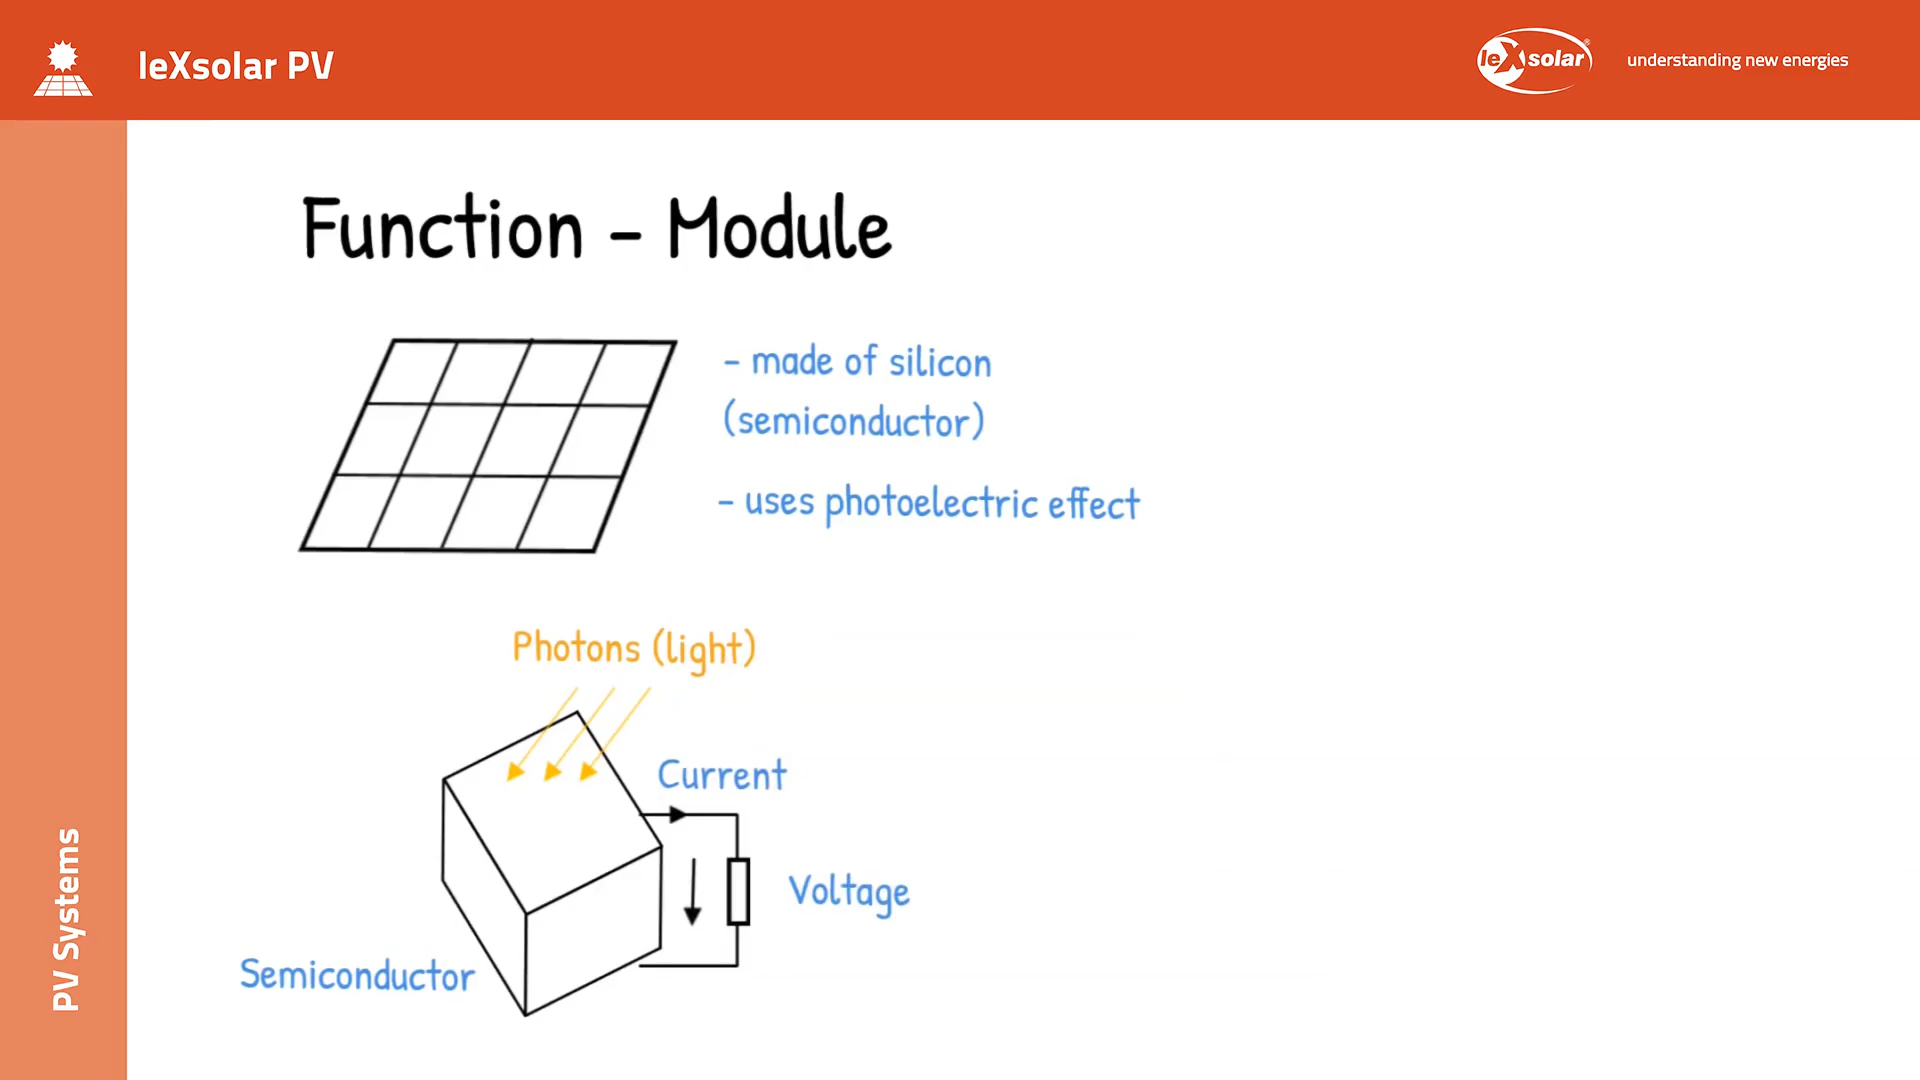 leXsolar PV
leXsolar®
understanding new energies
Function - Module
- made of silicon
(semiconductor)
- uses photoelectric effect
Photons (light)
Current
Voltage
Semiconductor
PV Systems